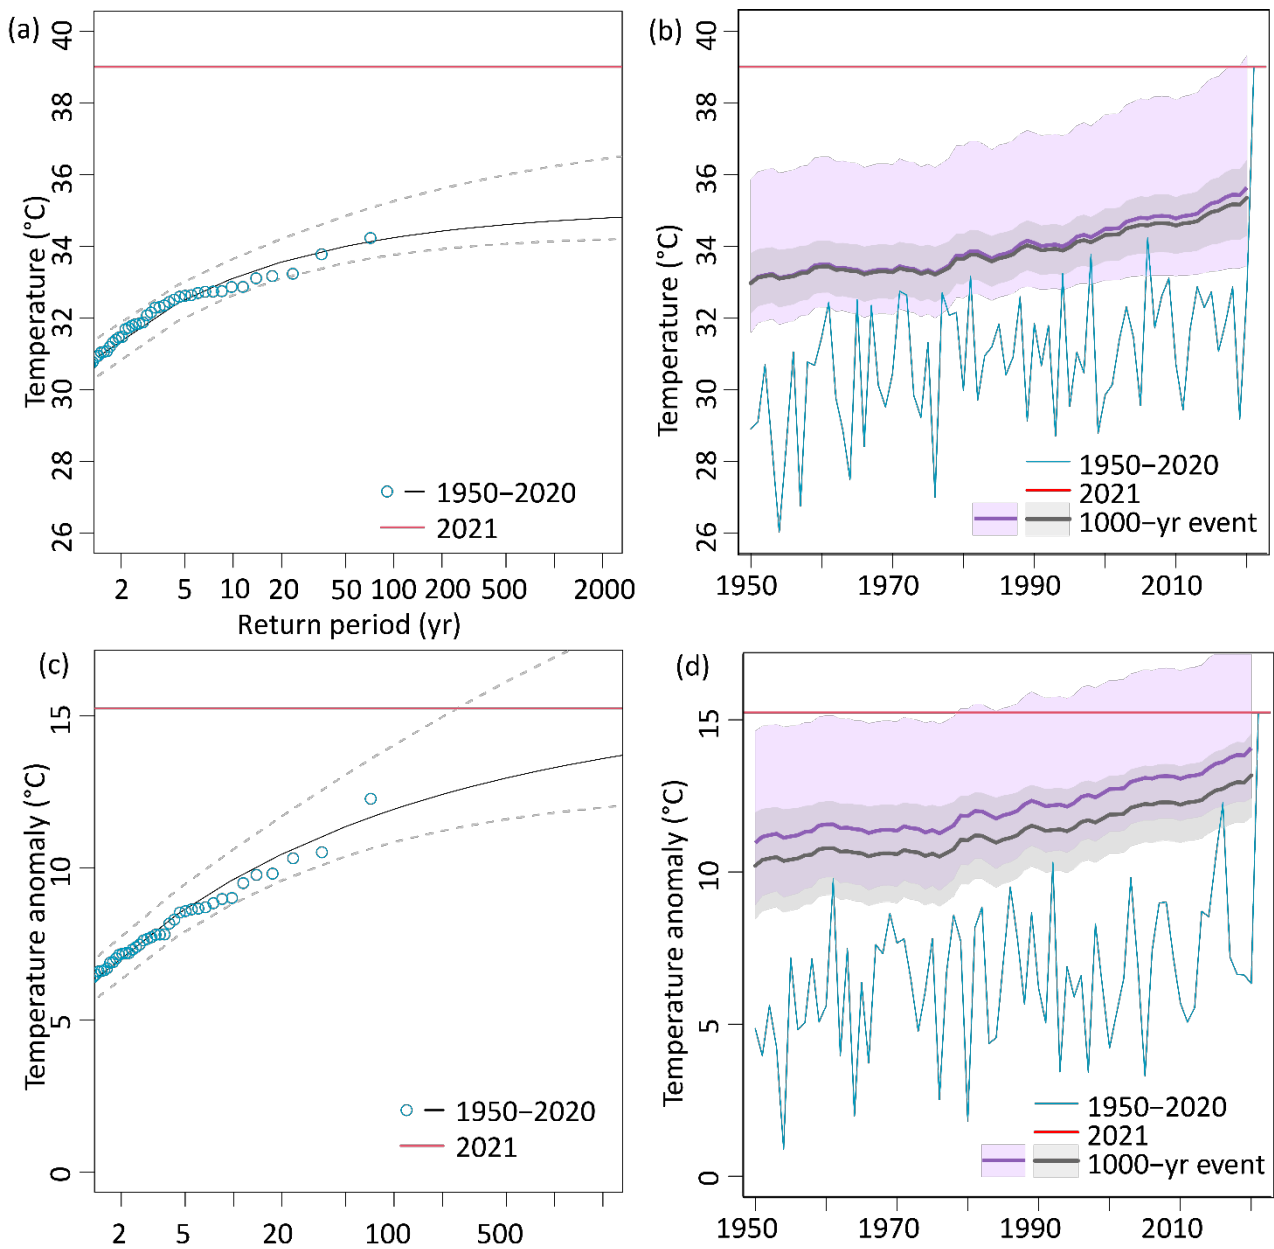 (a)
Temperature (°C)
40
38
36
34
32
30
28
26
1950–2020
2021
2 5 10 20 50 100 200 500 2000
Return period (yr)
(b)
Temperature (°C)
40
38
36
34
32
30
28
26
1950–2020
2021
1000–yr event
1950 1970 1990 2010
(c)
Temperature anomaly (°C)
15
10
5
0
1950–2020
2021
2 5 20 100 500
(d)
Temperature anomaly (°C)
15
10
5
0
1950–2020
2021
1000–yr event
1950 1970 1990 2010